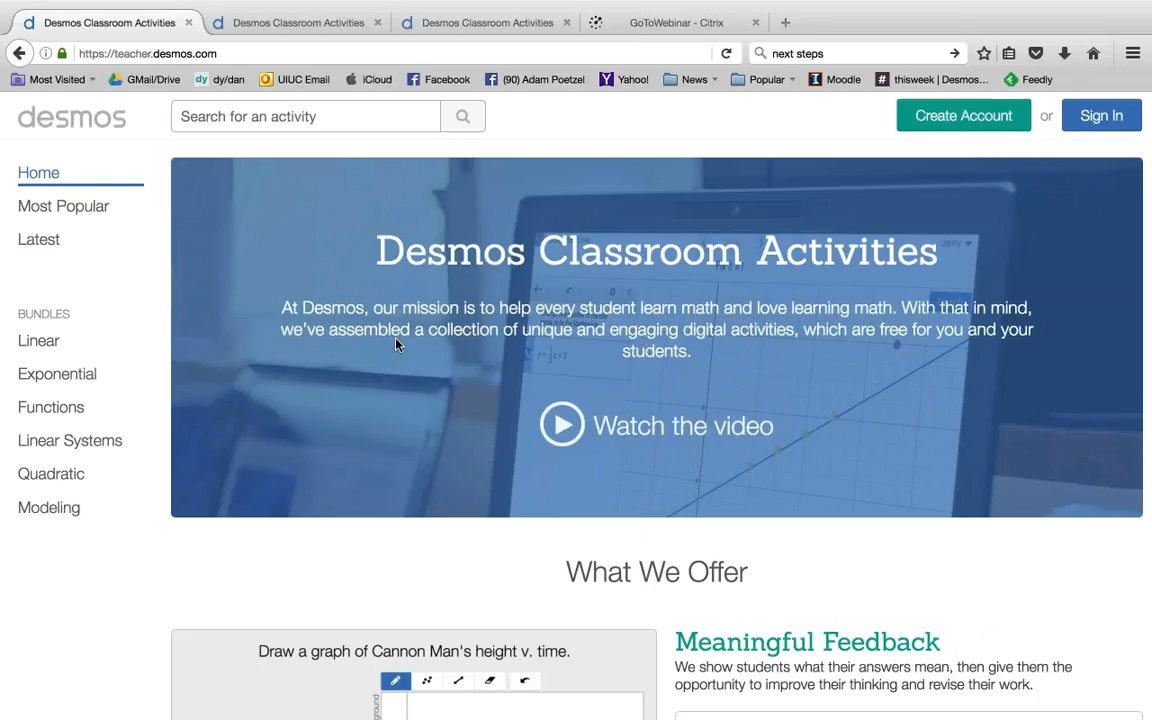 Desmos Classroom Activities × Desmos Classroom Activities × Desmos Classroom Activities × GoToWebinar - Citrix × +
https://teacher.desmos.com next steps
Most Visited GMail/Drive dy dy/dan UIUC Email iCloud Facebook (90) Adam Poetzel Yahoo! News Popular Moodle # thisweek | Desmos... Feedly
desmos Search for an activity Create Account or Sign In
Home
Most Popular
Latest
BUNDLES
Linear
Exponential
Functions
Linear Systems
Quadratic
Modeling
Desmos Classroom Activities
At Desmos, our mission is to help every student learn math and love learning math. With that in mind,
we've assembled a collection of unique and engaging digital activities, which are free for you and your
students.
Watch the video
What We Offer
Draw a graph of Cannon Man's height v. time.
Meaningful Feedback
We show students what their answers mean, then give them the
opportunity to improve their thinking and revise their work.